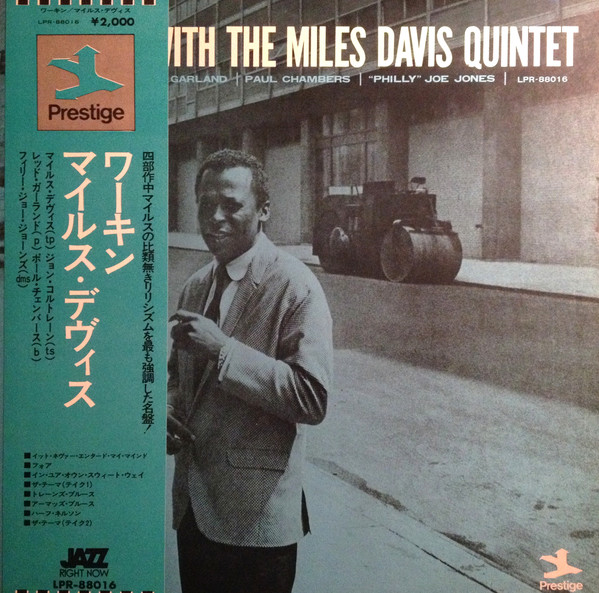 ワーキン/マイルス・デヴィス
LPR-88016 ¥2,000
Prestige
四部作中マイルスの比類無きリリシズムを最も強調した名盤!
ワーキン
マイルス・デヴィス
マイルス・デヴィス(tp) ジョン・コルトレーン(ts)
レッド・ガーランド(p) ポール・チェンバース(b)
フィリー・ジョー・ジョーンズ(dms)
■イット・ネヴァー・エンタード・マイ・マインド
■フォア
■イン・ユア・オウン・スウィート・ウェイ
■ザ・テーマ(テイク1)
■トレーンズ・ブルース
■アーマッズ・ブルース
■ハーフ・ネルソン
■ザ・テーマ(テイク2)
JAZZ
RIGHT NOW
LPR-88016
WITH THE MILES DAVIS QUINTET
GARLAND | PAUL CHAMBERS | "PHILLY" JOE JONES | LPR-88016
Prestige